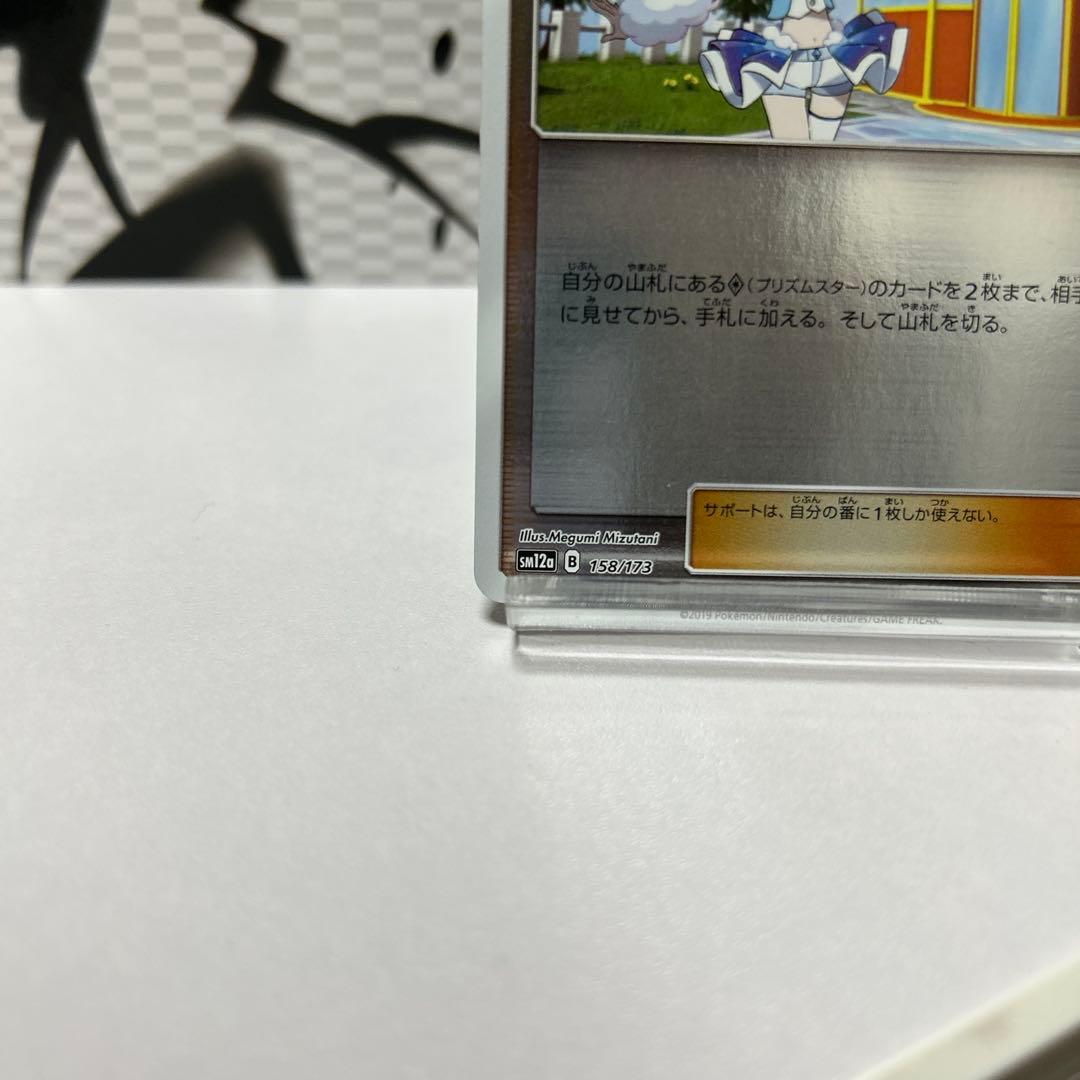 自分の山札にある(プリズムスター)のカードを2枚まで、相手
に見せてから、手札に加える。そして山札を切る。
サポートは、自分の番に1枚しか使えない。
Illus.Megumi Mizutani
SM12a B 158/173
©2019 Pokémon/Nintendo/Creatures/GAME FREAK.